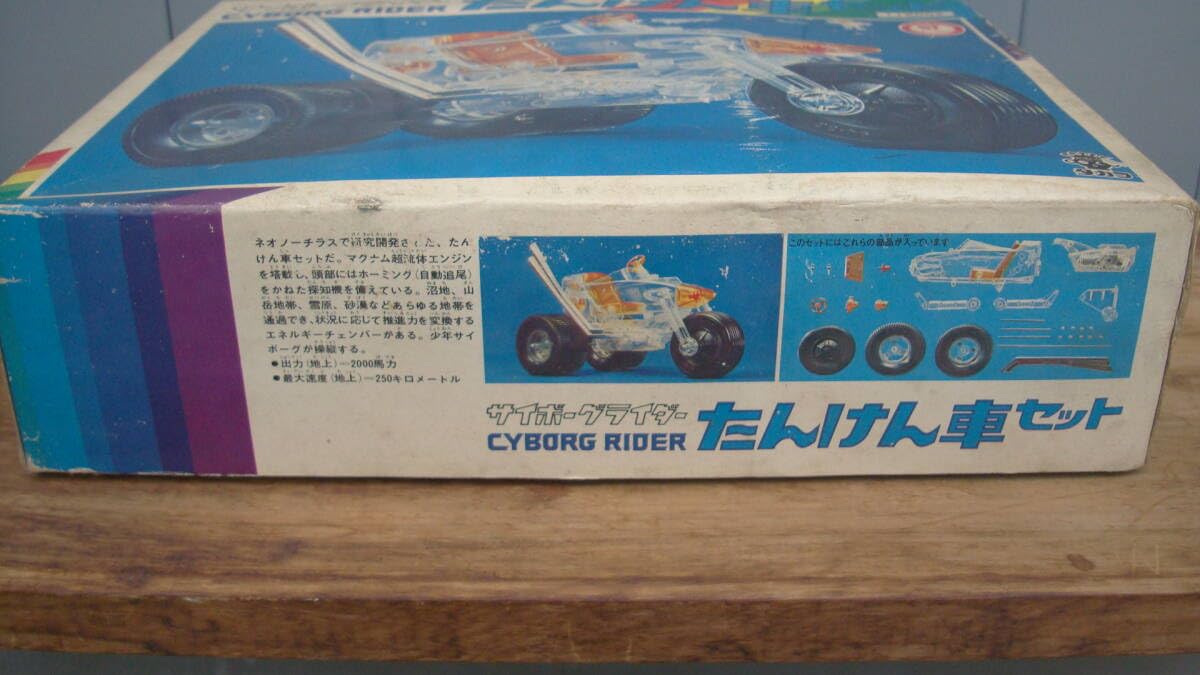 CYBORG RIDER
ネオノーチラスで研究開発された、たん
けん車セットだ。マグナム超流体エンジン
を塔載し、頭部にはホーミング(自動追尾)
をかねた探知機を備えている。沼地、山
岳地帯、雪原、砂漠などあらゆる地帯を
通過でき、状況に応じて推進力を変換する
エネルギーチェンバーがある。少年サイ
ボーグが操縦する。
●出力(地上)—2000馬力
●最大速度(地上)—250キロメートル
このセットにはこれらの部品が入っています
サイボーグライダー
CYBORG RIDER たんけん車セット